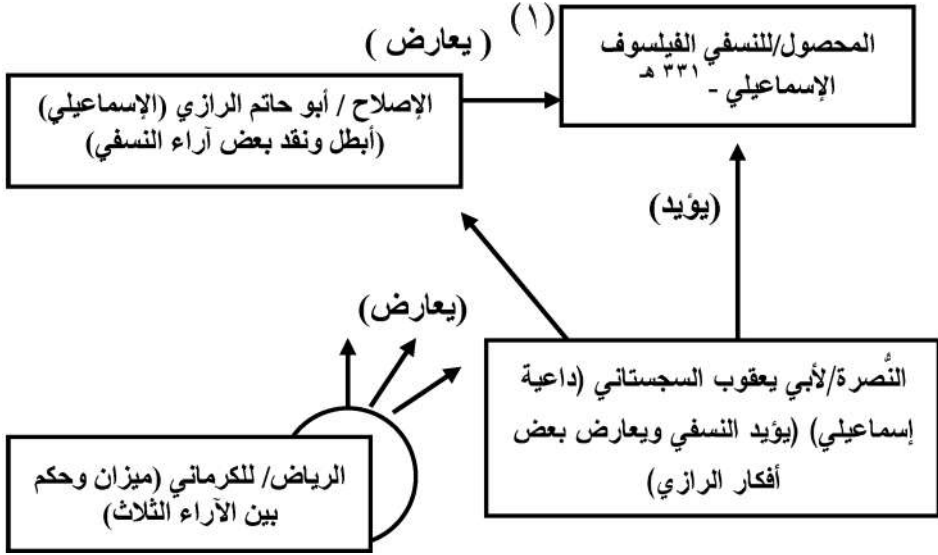 (١)
المحصول/للنسفي الفيلسوف
الإسماعيلي - ٣٣١ هـ
(يعارض )
الإصلاح / أبو حاتم الرازي (الإسماعيلي)
(أبطل ونقد بعض آراء النسفي)
(يؤيد)
(يعارض)
النُّصرة/لأبي يعقوب السجستاني (داعية
إسماعيلي) (يؤيد النسفي ويعارض بعض
أفكار الرازي)
الرياض/ للكرماني (ميزان وحكم
بين الآراء الثلاث)